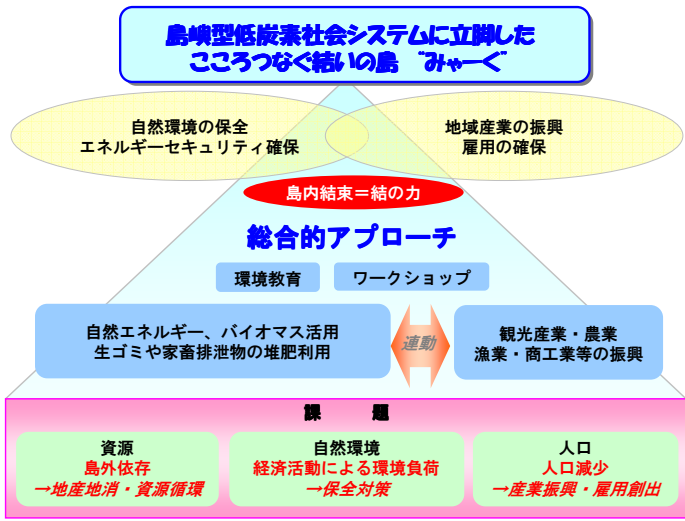 島嶼型低炭素社会システムに立脚した
こころつなぐ結いの島 “みゃーく”
自然環境の保全
エネルギーセキュリティ確保
地域産業の振興
雇用の確保
島内結束＝結の力
総合的アプローチ
環境教育
ワークショップ
自然エネルギー、バイオマス活用
生ゴミや家畜排泄物の堆肥利用
連動
観光産業・農業
漁業・商工業等の振興
課　題
資源
島外依存
→地産地消・資源循環
自然環境
経済活動による環境負荷
→保全対策
人口
人口減少
→産業振興・雇用創出